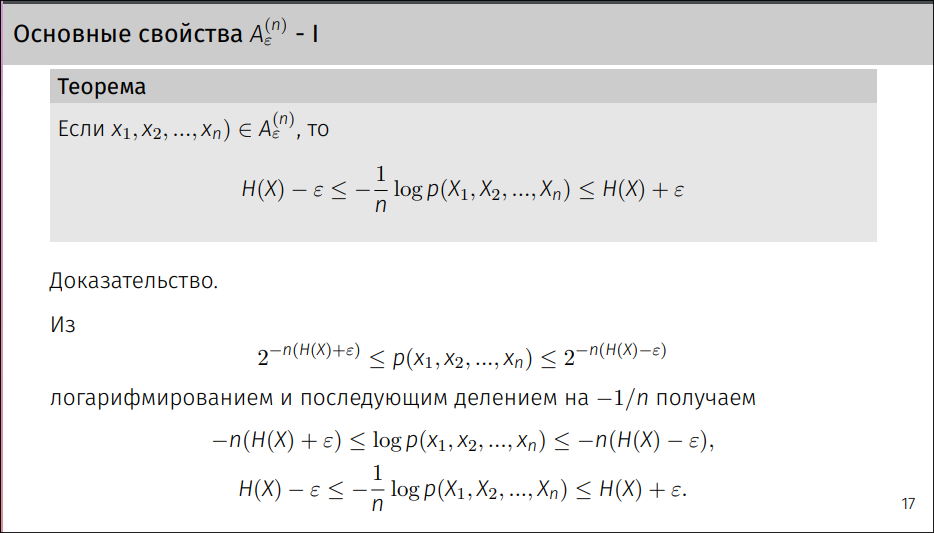 Основные свойства $A_{\varepsilon}^{(n)}$ - I
Теорема
Если $x_1, x_2, ..., x_n) \in A_{\varepsilon}^{(n)}$, то
$H(X) - \varepsilon \leq -\frac{1}{n} \log p(X_1, X_2, ..., X_n) \leq H(X) + \varepsilon$
Доказательство.
Из
$2^{-n(H(X)+\varepsilon)} \leq p(x_1, x_2, ..., x_n) \leq 2^{-n(H(X)-\varepsilon)}$
логарифмированием и последующим делением на $-1/n$ получаем
$-n(H(X) + \varepsilon) \leq \log p(x_1, x_2, ..., x_n) \leq -n(H(X) - \varepsilon),$
$H(X) - \varepsilon \leq -\frac{1}{n} \log p(X_1, X_2, ..., X_n) \leq H(X) + \varepsilon.$
17